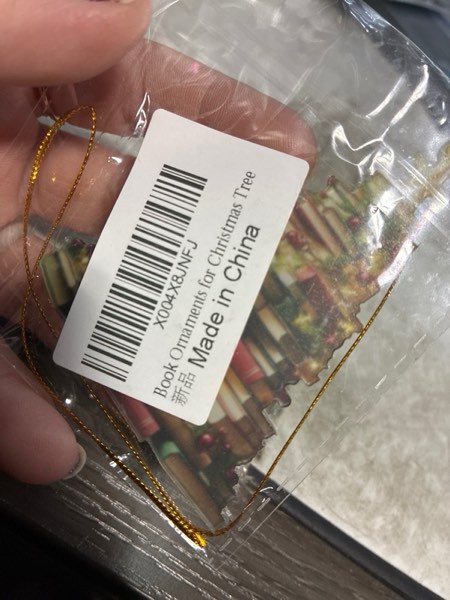 X004X8JNFJ
Book Ornaments for Christmas Tree
新品 Made in China